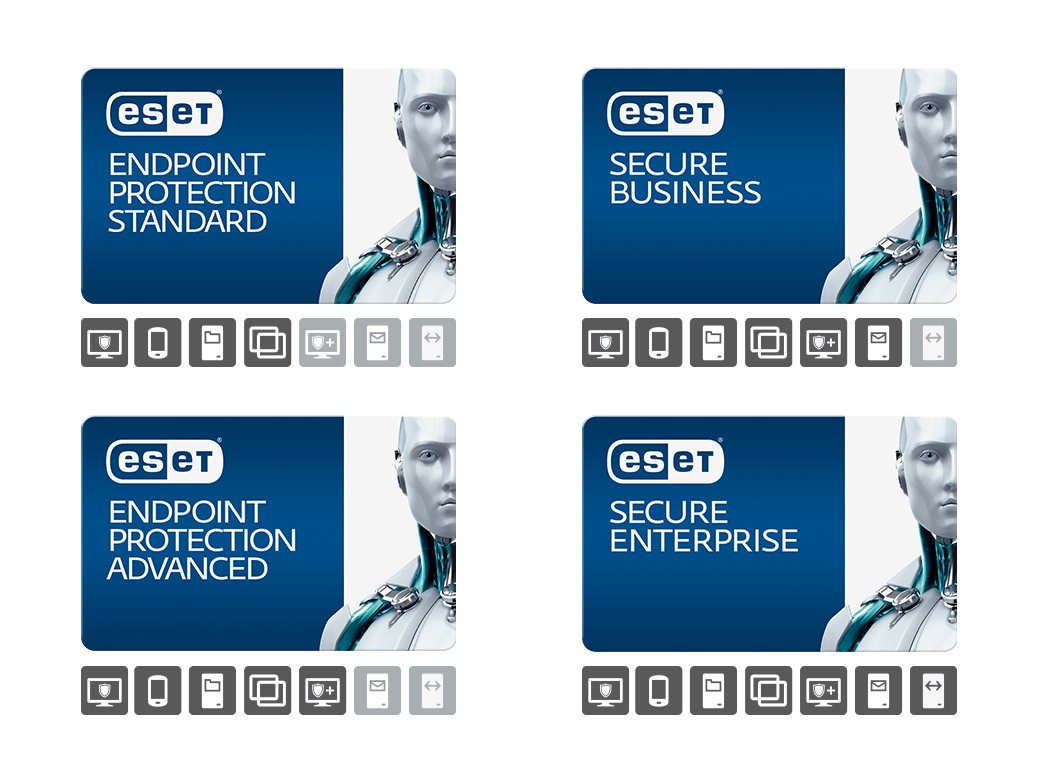 eset®
ENDPOINT
PROTECTION
STANDARD
eset®
SECURE
BUSINESS
eset®
ENDPOINT
PROTECTION
ADVANCED
eset®
SECURE
ENTERPRISE